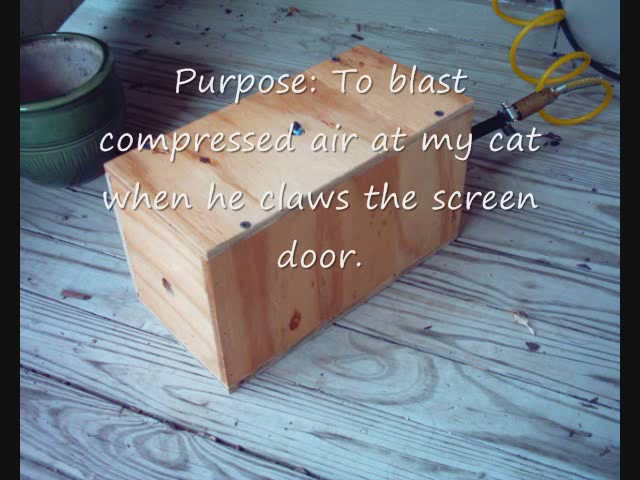 Purpose: To blast
compressed air at my cat
when he claws the screen
door.